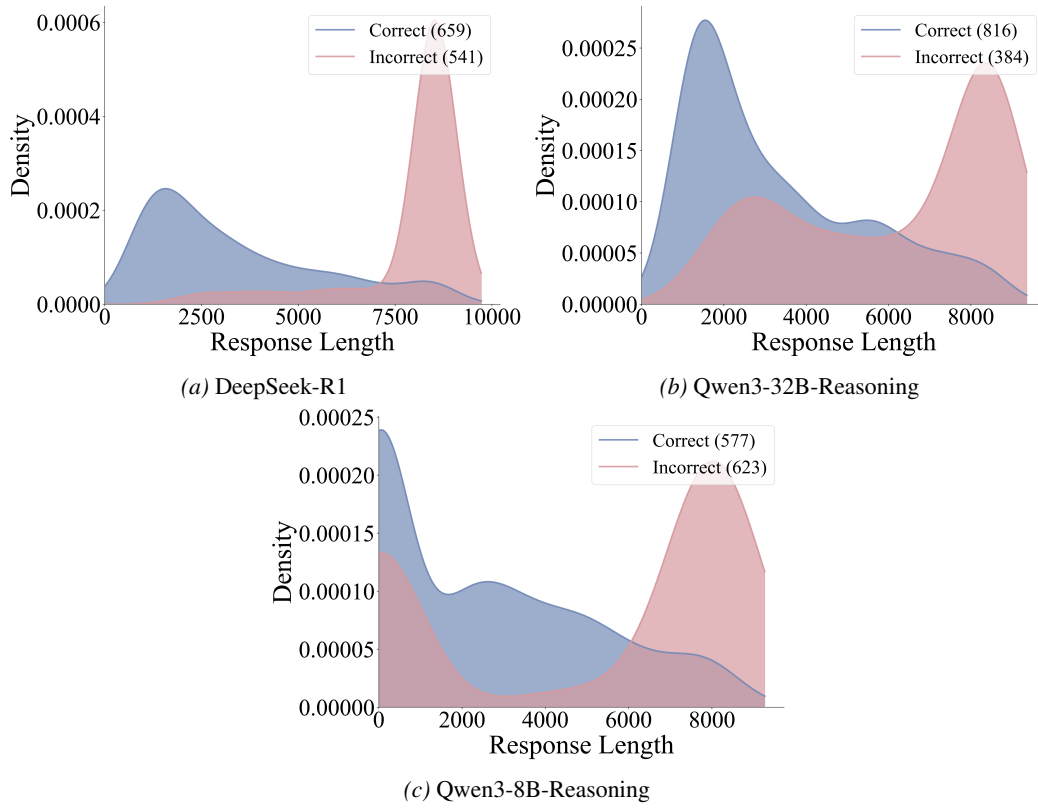 0.0006
0.0004
0.0002
0.0000
Density
Correct (659)
Incorrect (541)
0 2500 5000 7500 10000
Response Length
(a) DeepSeek-R1
0.00025
0.00020
0.00015
0.00010
0.00005
0.00000
Density
Correct (816)
Incorrect (384)
0 2000 4000 6000 8000
Response Length
(b) Qwen3-32B-Reasoning
0.00025
0.00020
0.00015
0.00010
0.00005
0.00000
Density
Correct (577)
Incorrect (623)
0 2000 4000 6000 8000
Response Length
(c) Qwen3-8B-Reasoning